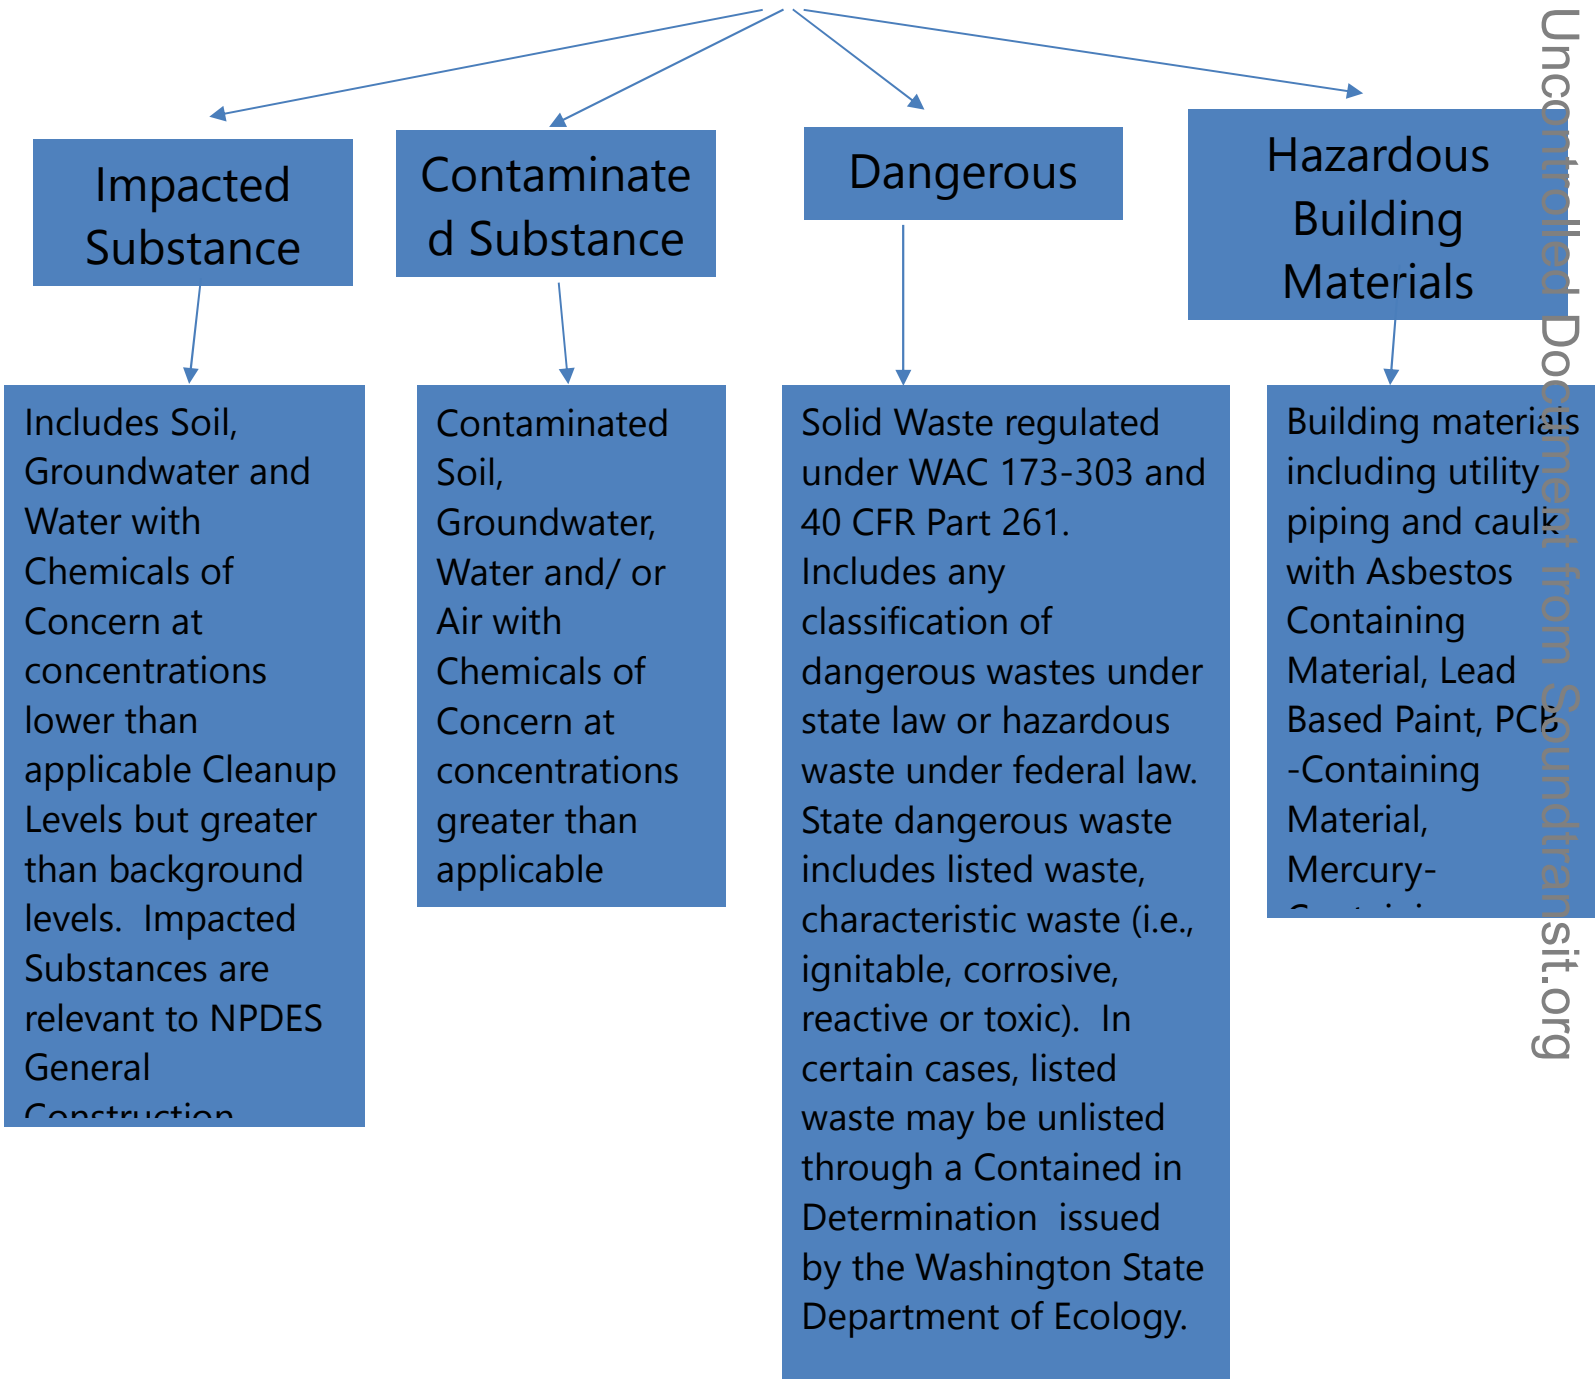 Impacted
Substance
Contaminate
d Substance
Dangerous
Hazardous
Building
Materials
Includes Soil,
Groundwater and
Water with
Chemicals of
Concern at
concentrations
lower than
applicable Cleanup
Levels but greater
than background
levels.  Impacted
Substances are
relevant to NPDES
General
Construction
Contaminated
Soil,
Groundwater,
Water and/ or
Air with
Chemicals of
Concern at
concentrations
greater than
applicable
Solid Waste regulated
under WAC 173-303 and
40 CFR Part 261.
Includes any
classification of
dangerous wastes under
state law or hazardous
waste under federal law.
State dangerous waste
includes listed waste,
characteristic waste (i.e.,
ignitable, corrosive,
reactive or toxic).  In
certain cases, listed
waste may be unlisted
through a Contained in
Determination  issued
by the Washington State
Department of Ecology.
Building materials
including utility
piping and caulk
with Asbestos
Containing
Material, Lead
Based Paint, PCB
-Containing
Material,
Mercury-
Uncomtrolled Document from Soundtransit.org